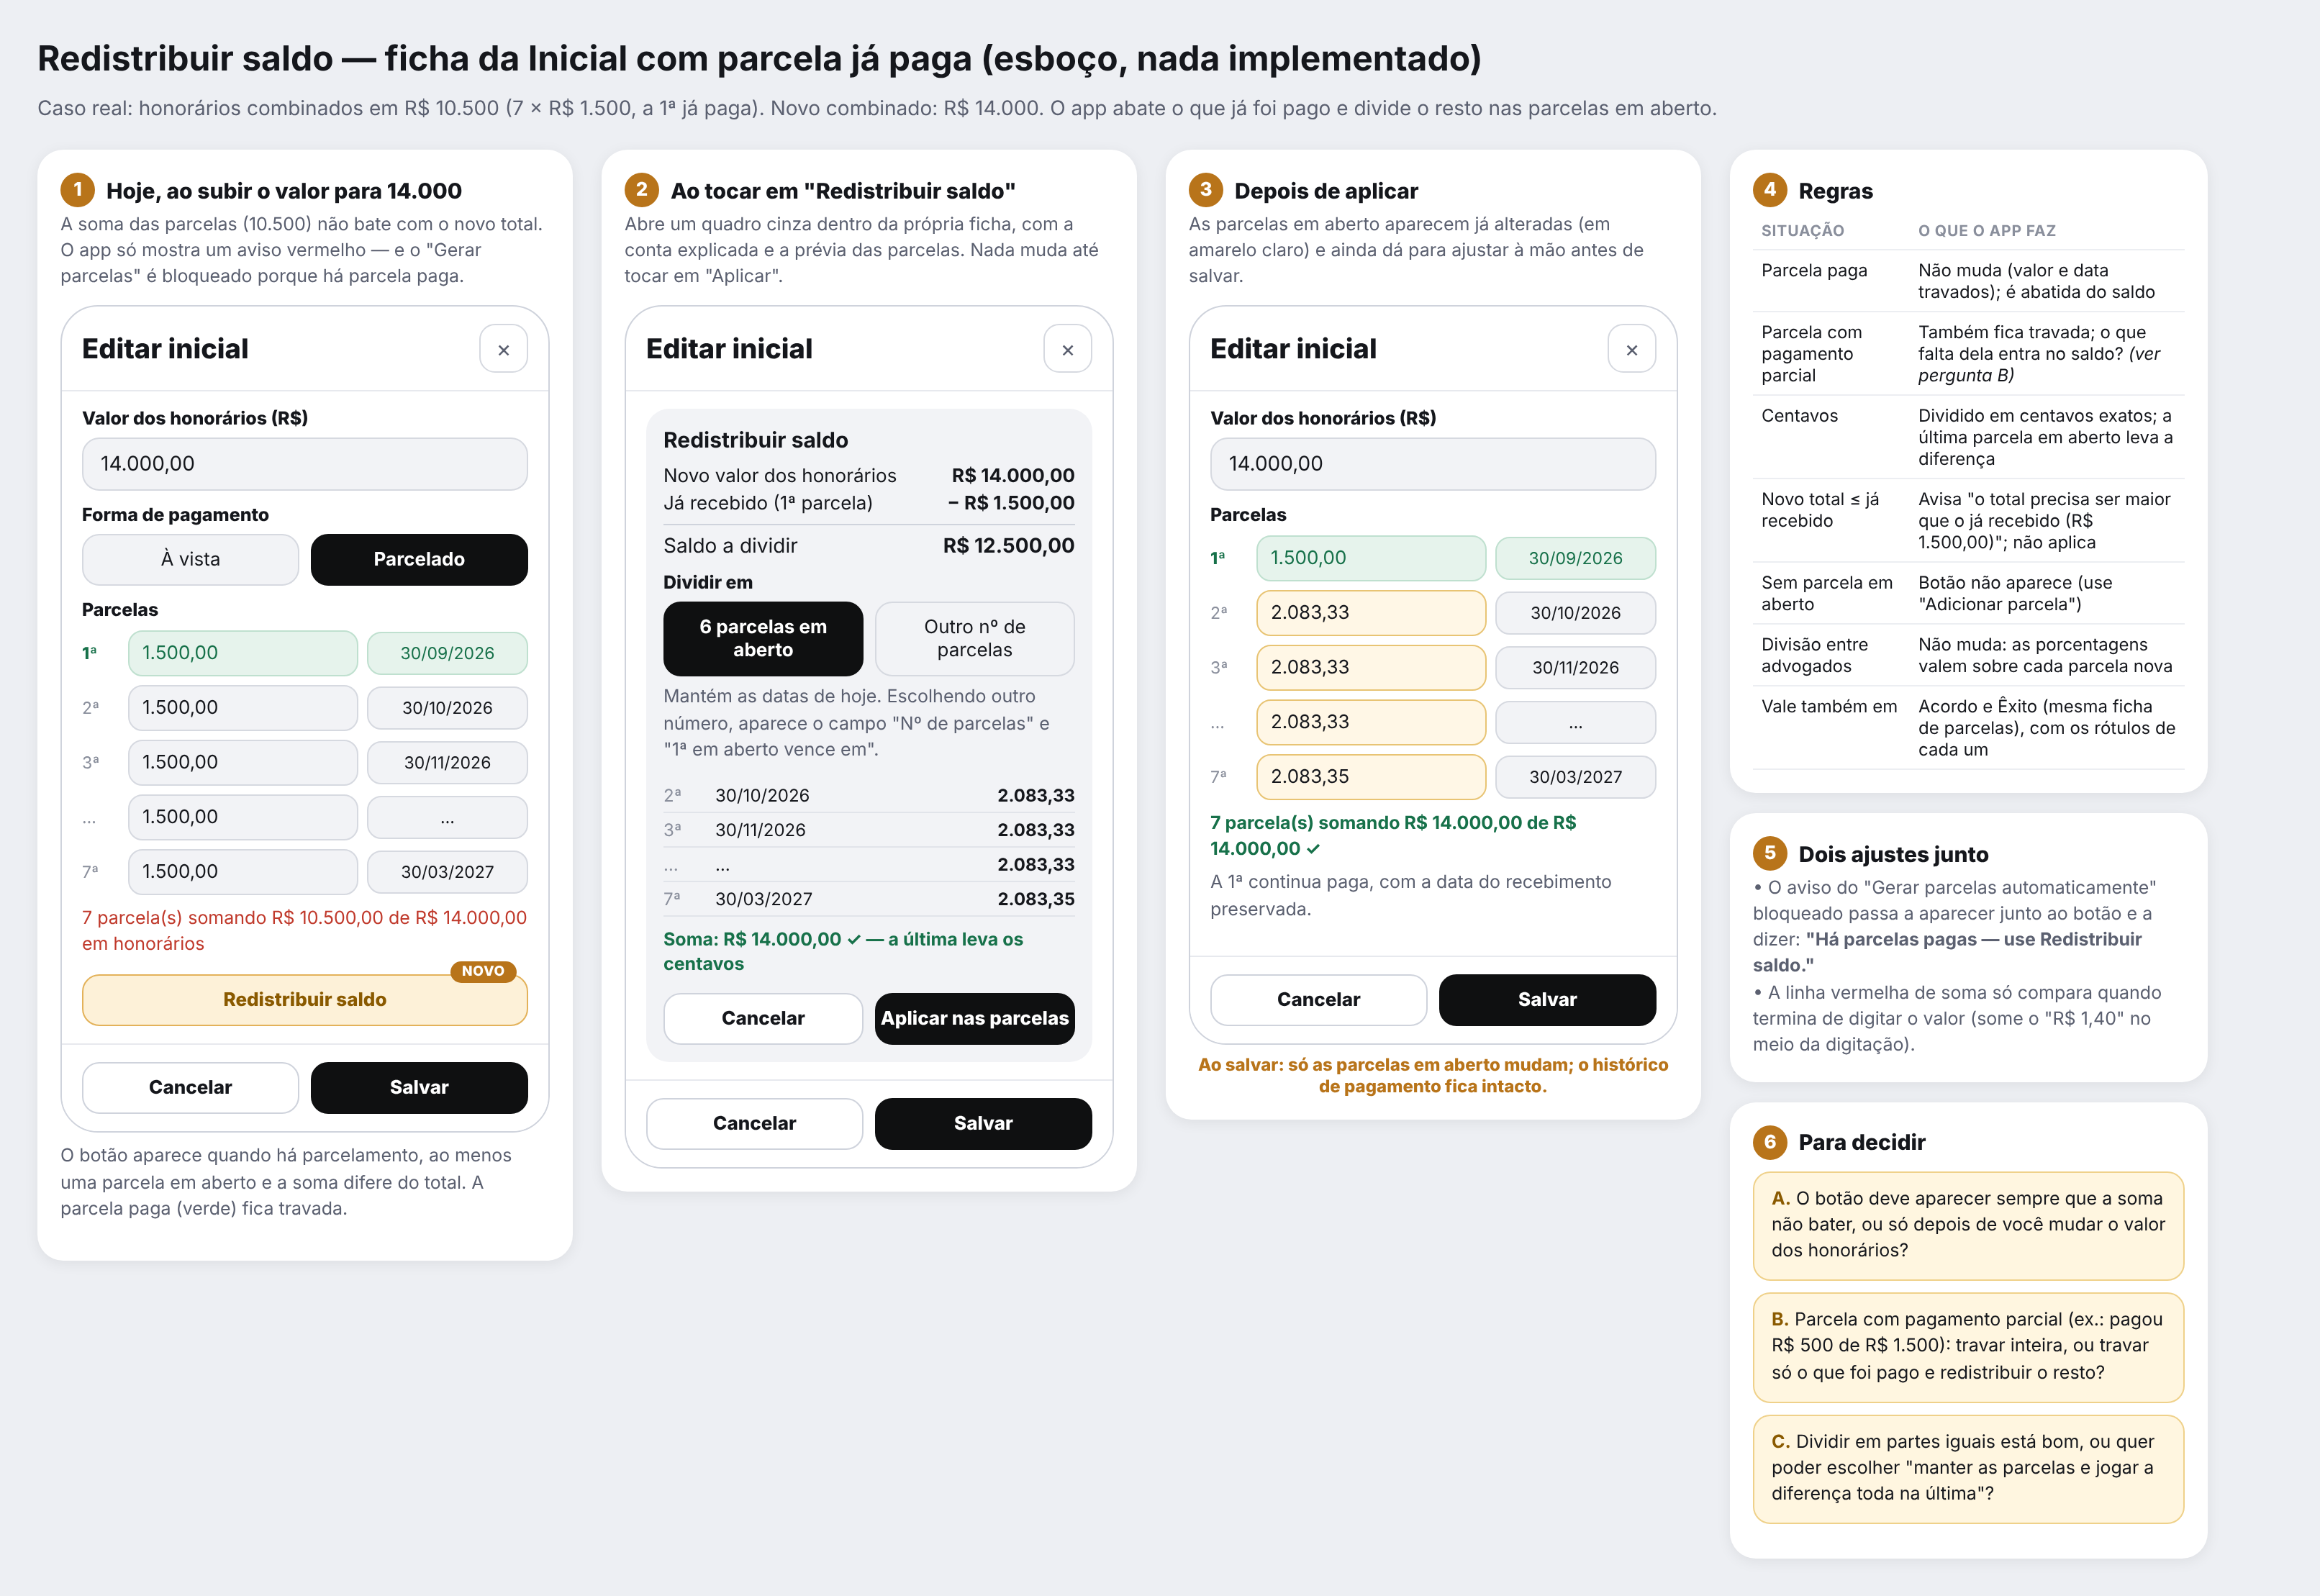 Redistribuir saldo — ficha da Inicial com parcela já paga (esboço, nada implementado)
Caso real: honorários combinados em R$ 10.500 (7 × R$ 1.500, a 1ª já paga). Novo combinado: R$ 14.000. O app abate o que já foi pago e divide o resto nas parcelas em aberto.
1 Hoje, ao subir o valor para 14.000
A soma das parcelas (10.500) não bate com o novo total.
O app só mostra um aviso vermelho — e o "Gerar
parcelas" é bloqueado porque há parcela paga.
Editar inicial ×
Valor dos honorários (R$)
14.000,00
Forma de pagamento
À vista Parcelado
Parcelas
1ª 1.500,00 30/09/2026
2ª 1.500,00 30/10/2026
3ª 1.500,00 30/11/2026
... 1.500,00 ...
7ª 1.500,00 30/03/2027
7 parcela(s) somando R$ 10.500,00 de R$ 14.000,00
em honorários
NOVO
Redistribuir saldo
Cancelar Salvar
O botão aparece quando há parcelamento, ao menos
uma parcela em aberto e a soma difere do total. A
parcela paga (verde) fica travada.
2 Ao tocar em "Redistribuir saldo"
Abre um quadro cinza dentro da própria ficha, com a
conta explicada e a prévia das parcelas. Nada muda até
tocar em "Aplicar".
Editar inicial ×
Redistribuir saldo
Novo valor dos honorários R$ 14.000,00
Já recebido (1ª parcela) − R$ 1.500,00
Saldo a dividir R$ 12.500,00
Dividir em
6 parcelas em
aberto
Outro nº de
parcelas
Mantém as datas de hoje. Escolhendo outro
número, aparece o campo "Nº de parcelas" e
"1ª em aberto vence em".
2ª 30/10/2026 2.083,33
3ª 30/11/2026 2.083,33
... ... 2.083,33
7ª 30/03/2027 2.083,35
Soma: R$ 14.000,00 ✓ — a última leva os
centavos
Cancelar Aplicar nas parcelas
Cancelar Salvar
3 Depois de aplicar
As parcelas em aberto aparecem já alteradas (em
amarelo claro) e ainda dá para ajustar à mão antes de
salvar.
Editar inicial ×
Valor dos honorários (R$)
14.000,00
Parcelas
1ª 1.500,00 30/09/2026
2ª 2.083,33 30/10/2026
3ª 2.083,33 30/11/2026
... 2.083,33 ...
7ª 2.083,35 30/03/2027
7 parcela(s) somando R$ 14.000,00 de R$
14.000,00 ✓
A 1ª continua paga, com a data do recebimento
preservada.
Cancelar Salvar
Ao salvar: só as parcelas em aberto mudam; o histórico
de pagamento fica intacto.
4 Regras
SITUAÇÃO O QUE O APP FAZ
Parcela paga
Não muda (valor e data
travados); é abatida do saldo
Parcela com
pagamento
parcial
Também fica travada; o que
falta dela entra no saldo? (ver
pergunta B)
Centavos
Dividido em centavos exatos; a
última parcela em aberto leva a
diferença
Novo total ≤ já
recebido
Avisa "o total precisa ser maior
que o já recebido (R$
1.500,00)"; não aplica
Sem parcela em
aberto
Botão não aparece (use
"Adicionar parcela")
Divisão entre
advogados
Não muda: as porcentagens
valem sobre cada parcela nova
Vale também em
Acordo e Êxito (mesma ficha
de parcelas), com os rótulos de
cada um
5 Dois ajustes junto
• O aviso do "Gerar parcelas automaticamente"
bloqueado passa a aparecer junto ao botão e a
dizer: "Há parcelas pagas — use Redistribuir
saldo."
• A linha vermelha de soma só compara quando
termina de digitar o valor (some o "R$ 1,40" no
meio da digitação).
6 Para decidir
A. O botão deve aparecer sempre que a soma
não bater, ou só depois de você mudar o valor
dos honorários?
B. Parcela com pagamento parcial (ex.: pagou
R$ 500 de R$ 1.500): travar inteira, ou travar
só o que foi pago e redistribuir o resto?
C. Dividir em partes iguais está bom, ou quer
poder escolher "manter as parcelas e jogar a
diferença toda na última"?